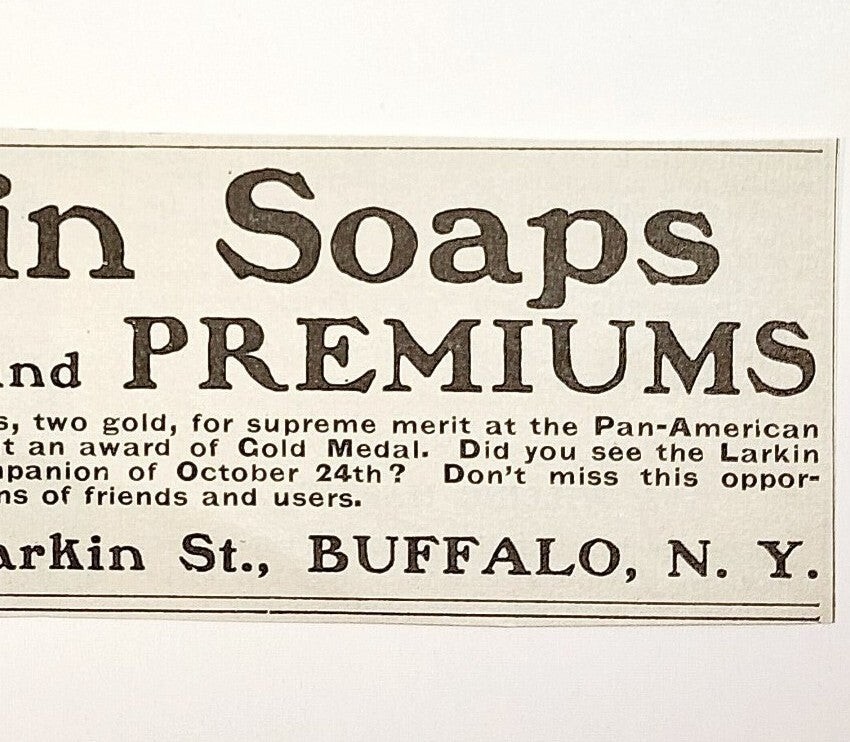 in Soaps
nd PREMIUMS
s, two gold, for supreme merit at the Pan-American
t an award of Gold Medal. Did you see the Larkin
panion of October 24th? Don't miss this oppor-
ns of friends and users.
arkin St., BUFFALO, N. Y.